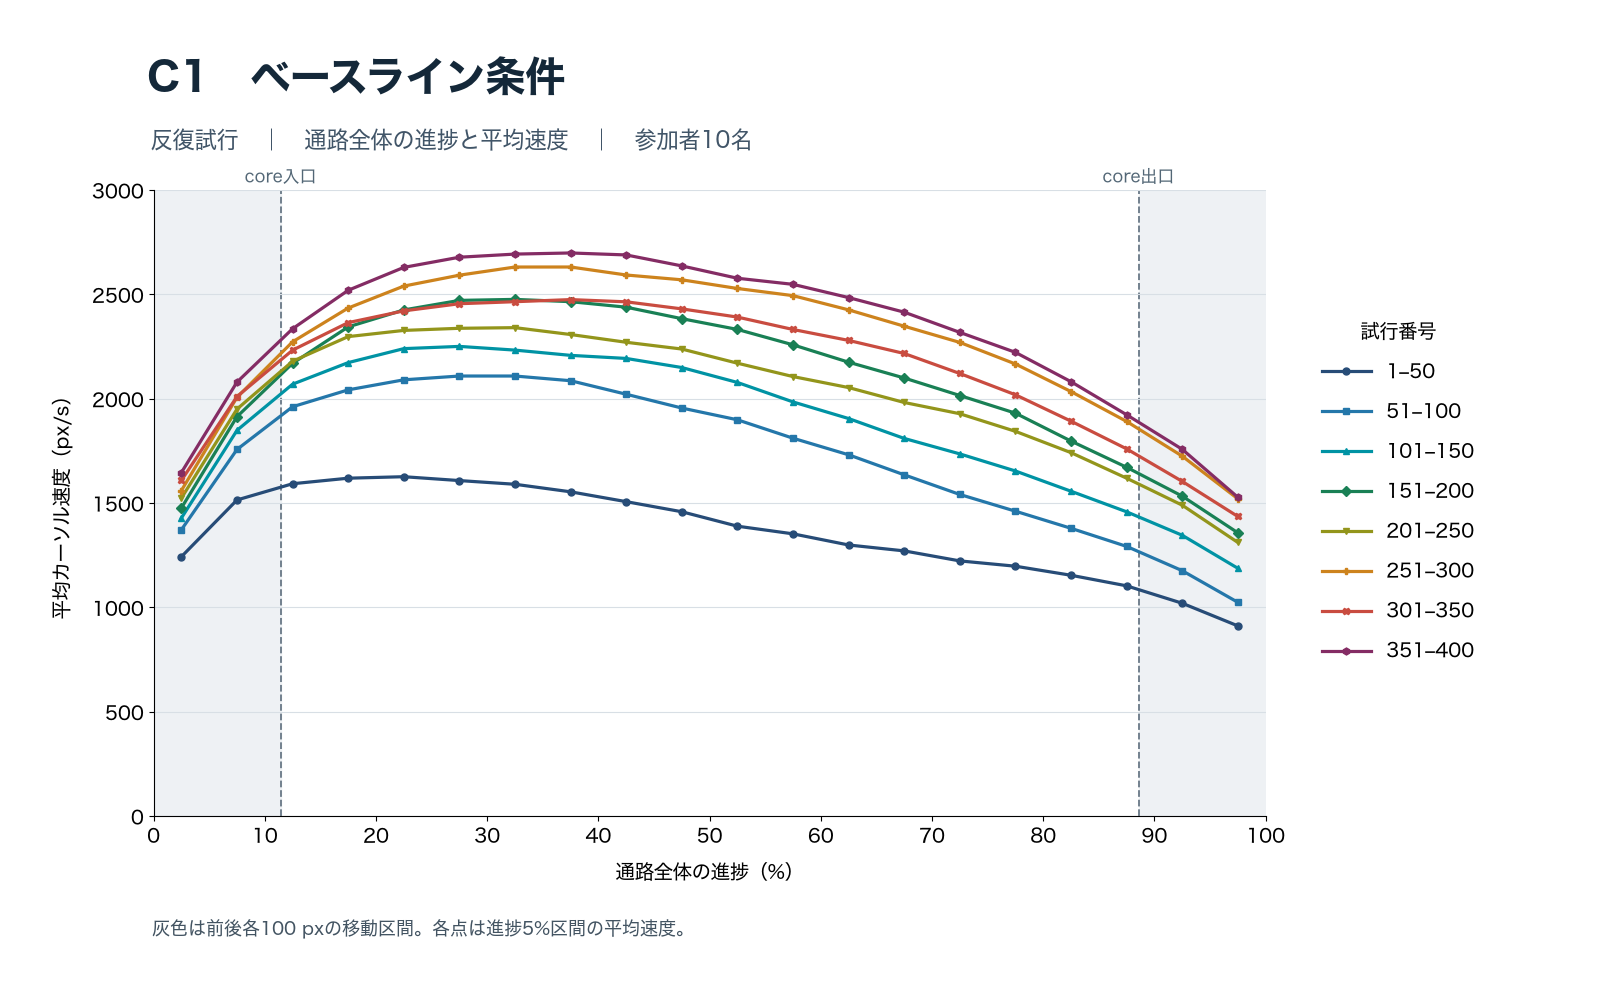 C1　ベースライン条件
反復試行　｜　通路全体の進捗と平均速度　｜　参加者10名
core入口
core出口
3000
2500
2000
1500
1000
500
0
平均カーソル速度（px/s）
0 10 20 30 40 50 60 70 80 90 100
通路全体の進捗（%）
試行番号
1–50
51–100
101–150
151–200
201–250
251–300
301–350
351–400
灰色は前後各100 pxの移動区間。各点は進捗5%区間の平均速度。